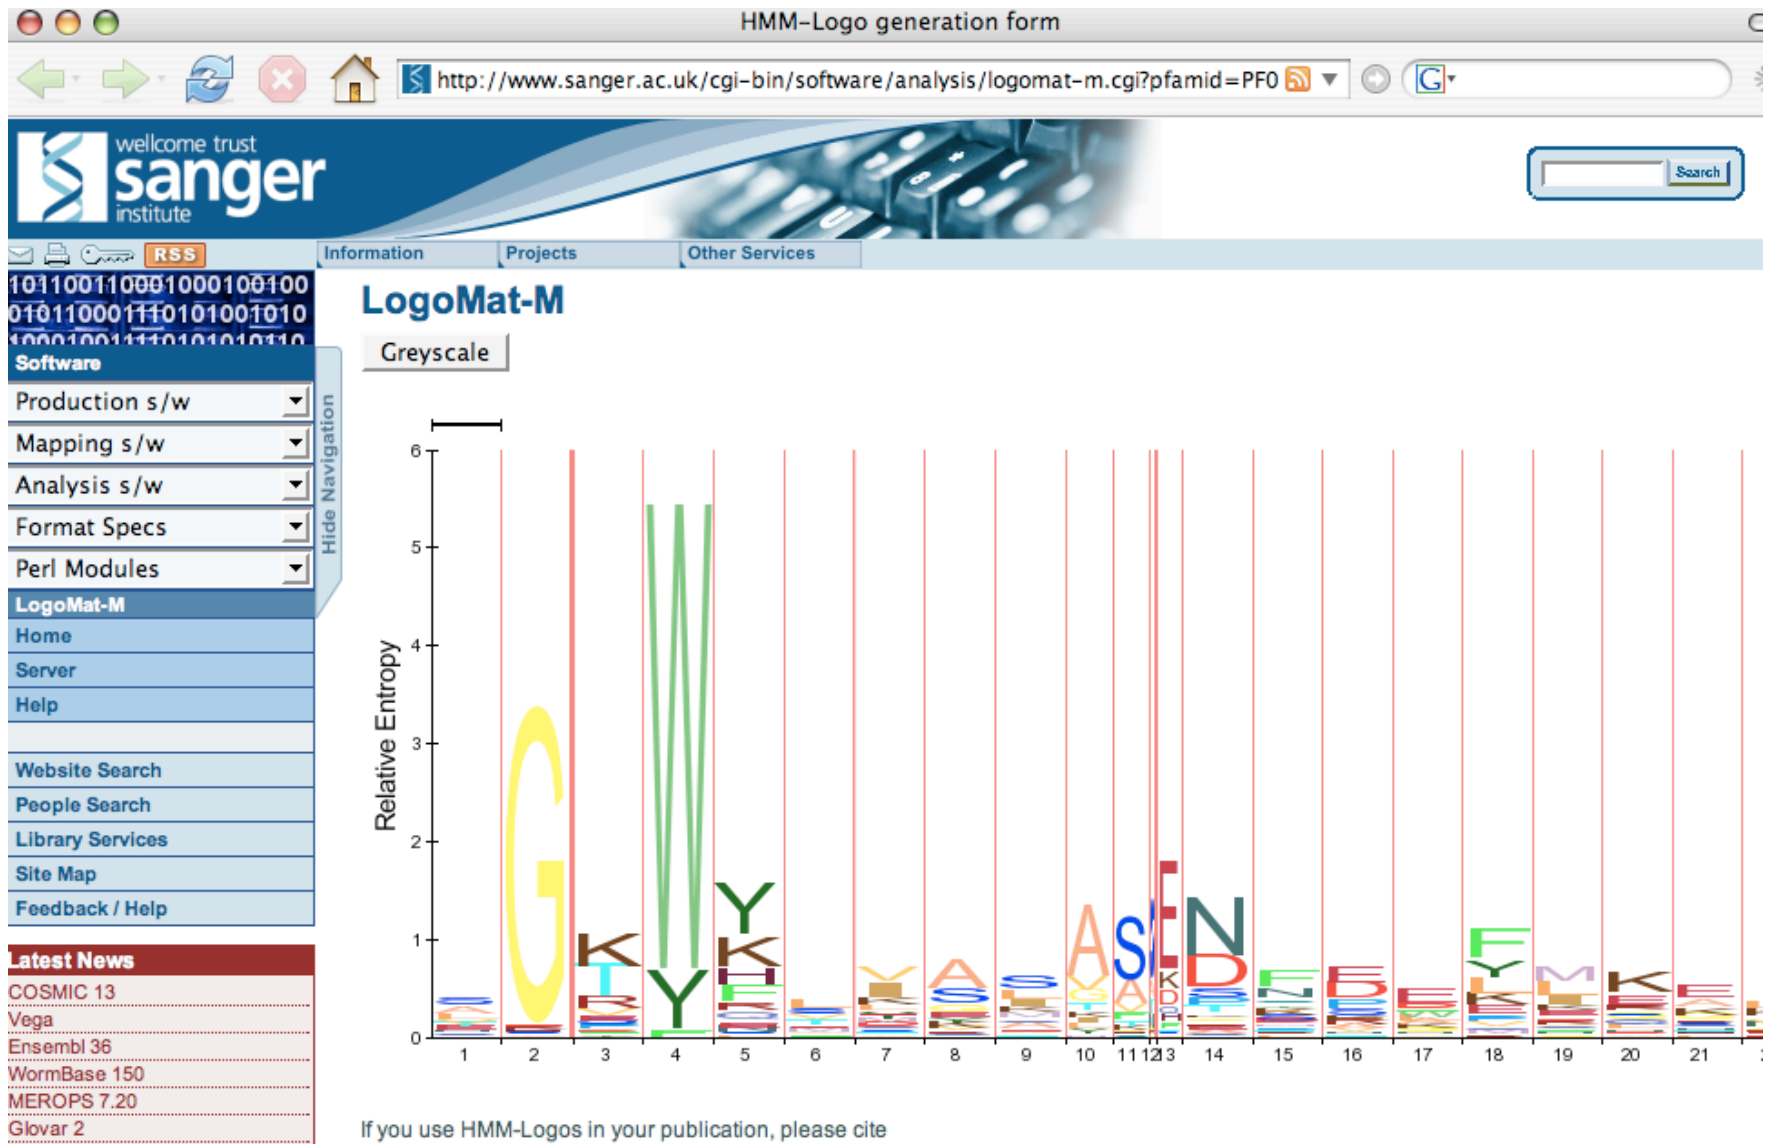 HMM-Logo generation form
http://www.sanger.ac.uk/cgi-bin/software/analysis/logomat-m.cgi?pfamid=PF0
G
wellcome trust
sanger
institute
Search
RSS
Information Projects Other Services
101100110001000100100
0101100011101010010 10
LogoMat-M
Greyscale
Software
Production s/w
Mapping s/w
Analysis s/w
Format Specs
Perl Modules
Hide Navigation
LogoMat-M
Home
Server
Help
Website Search
People Search
Library Services
Site Map
Feedback / Help
Latest News
COSMIC 13
Vega
Ensembl 36
WormBase 150
MEROPS 7.20
Glovar 2
Relative Entropy
6
5
4
3
2
1
0
G
K
T
R
W
Y
Y
K
H
F
A
S
A
S
A
E
K
D
N
D
F
Y
K
M
K
1 2 3 4 5 6 7 8 9 10 11 12 13 14 15 16 17 18 19 20 21
If you use HMM-Logos in your publication, please cite